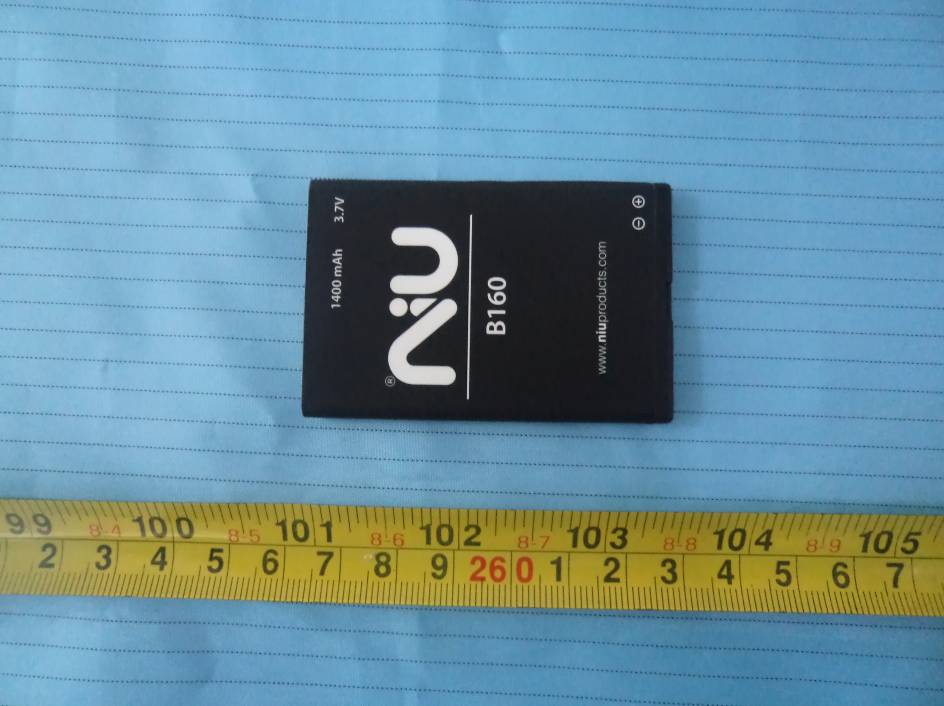 1400 mAh 3.7V
NiU®
B160
www.niuproducts.com
⊖ ⊕
99 8-4 100 8-5 101 8-6 102 8-7 103 8-8 104 8-9 105
2 3 4 5 6 7 8 9 260 1 2 3 4 5 6 7